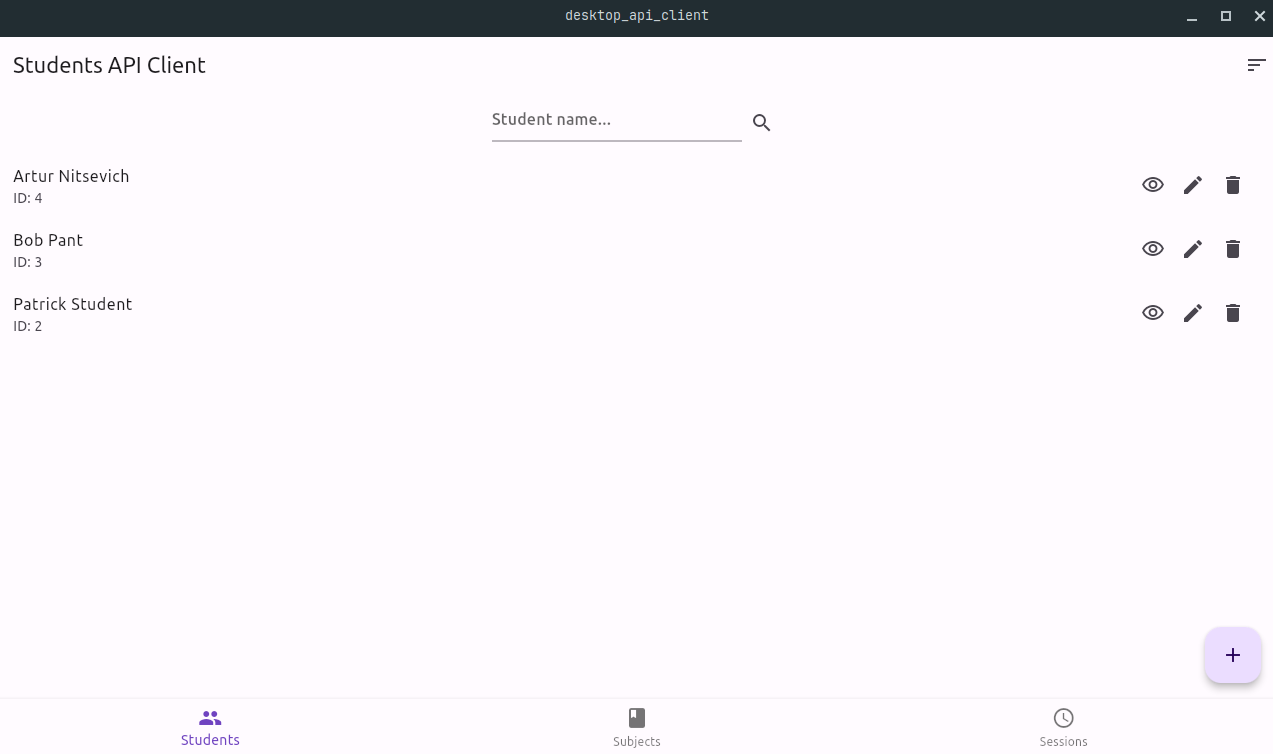 desktop_api_client
Students API Client
Student name...
Artur Nitsevich
ID: 4
Bob Pant
ID: 3
Patrick Student
ID: 2
Students
Subjects
Sessions